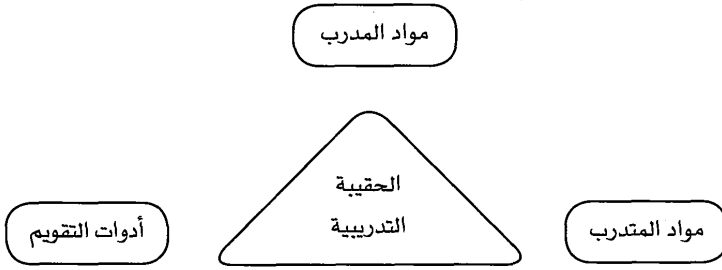 مواد المدرب
الحقيبة
التدريبية
مواد المتدرب
أدوات التقويم